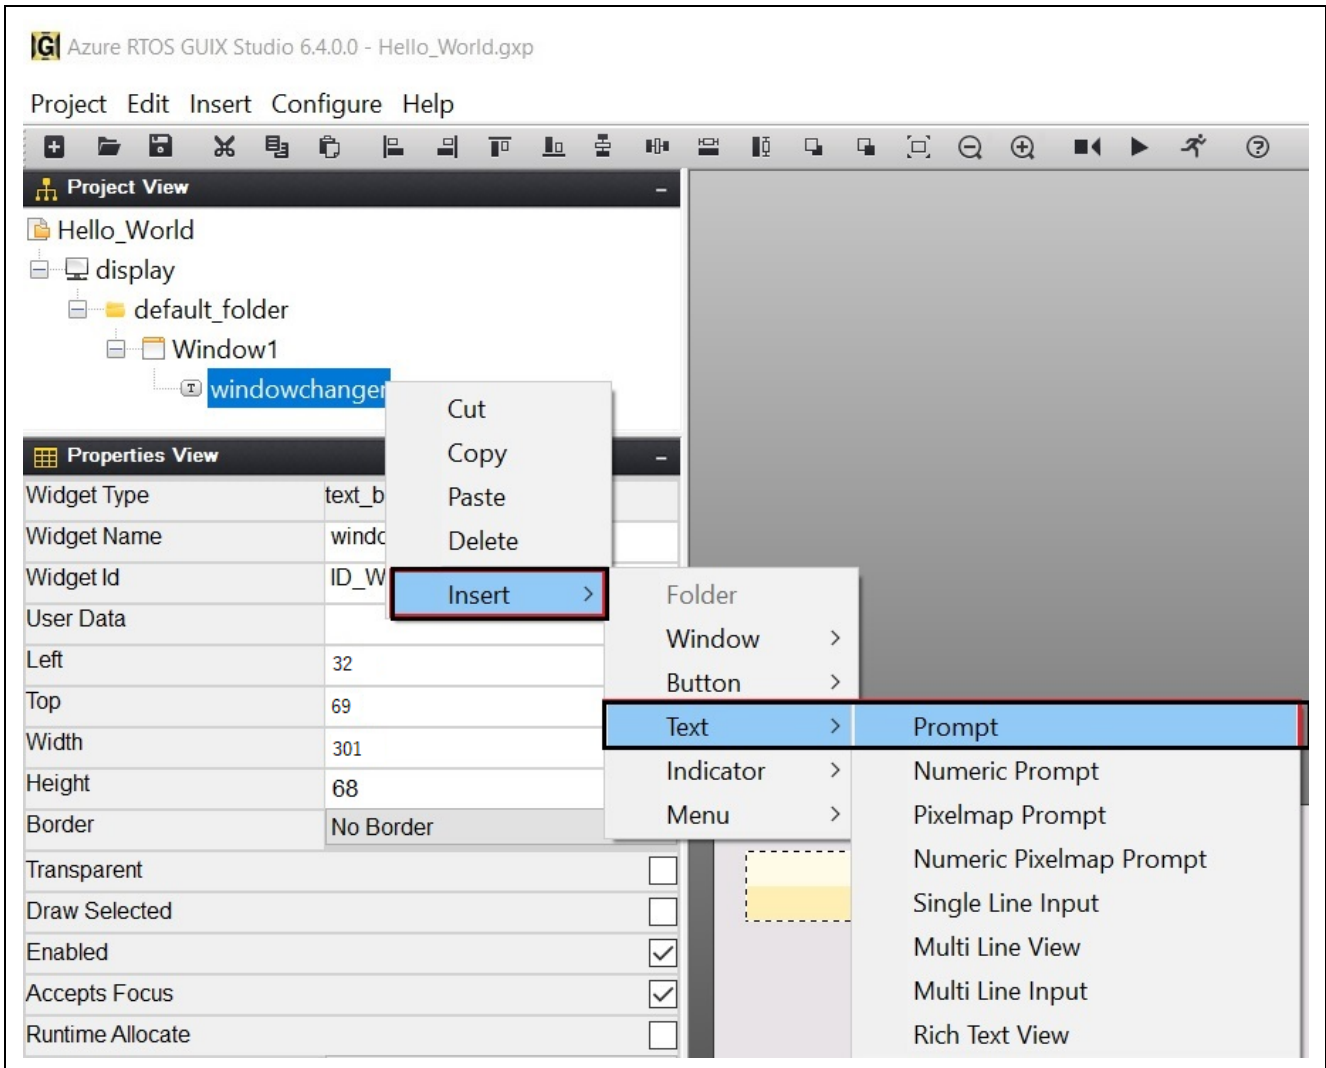 Azure RTOS GUIX Studio 6.4.0.0 - Hello_World.gxp
Project Edit Insert Configure Help
Project View
Hello_World
display
default_folder
Window1
windowchanger
Cut
Copy
Paste
Delete
Insert
Folder
Window
Button
Text
Indicator
Menu
Prompt
Numeric Prompt
Pixelmap Prompt
Numeric Pixelmap Prompt
Single Line Input
Multi Line View
Multi Line Input
Rich Text View
Properties View
Widget Type text_b
Widget Name windo
Widget Id ID_W
User Data
Left 32
Top 69
Width 301
Height 68
Border No Border
Transparent
Draw Selected
Enabled
Accepts Focus
Runtime Allocate